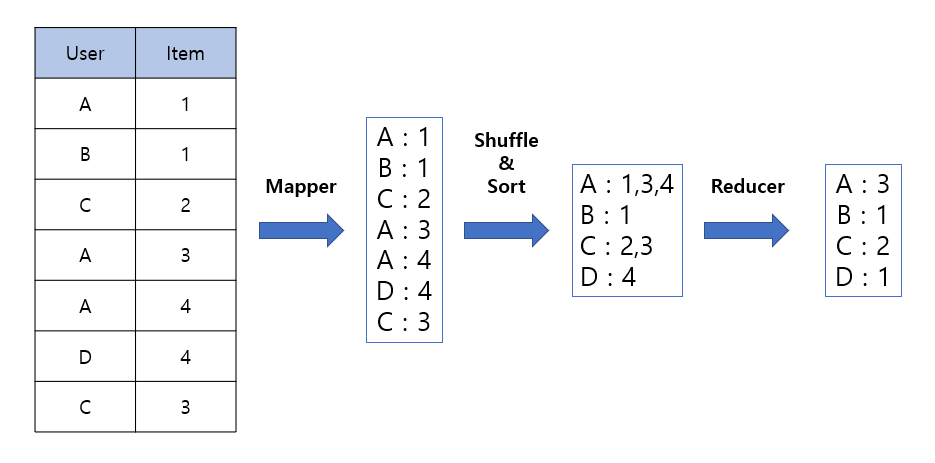 User Item
A 1
B 1
C 2
A 3
A 4
D 4
C 3
Mapper
A : 1
B : 1
C : 2
A : 3
A : 4
D : 4
C : 3
Shuffle
&
Sort
A : 1,3,4
B : 1
C : 2,3
D : 4
Reducer
A : 3
B : 1
C : 2
D : 1